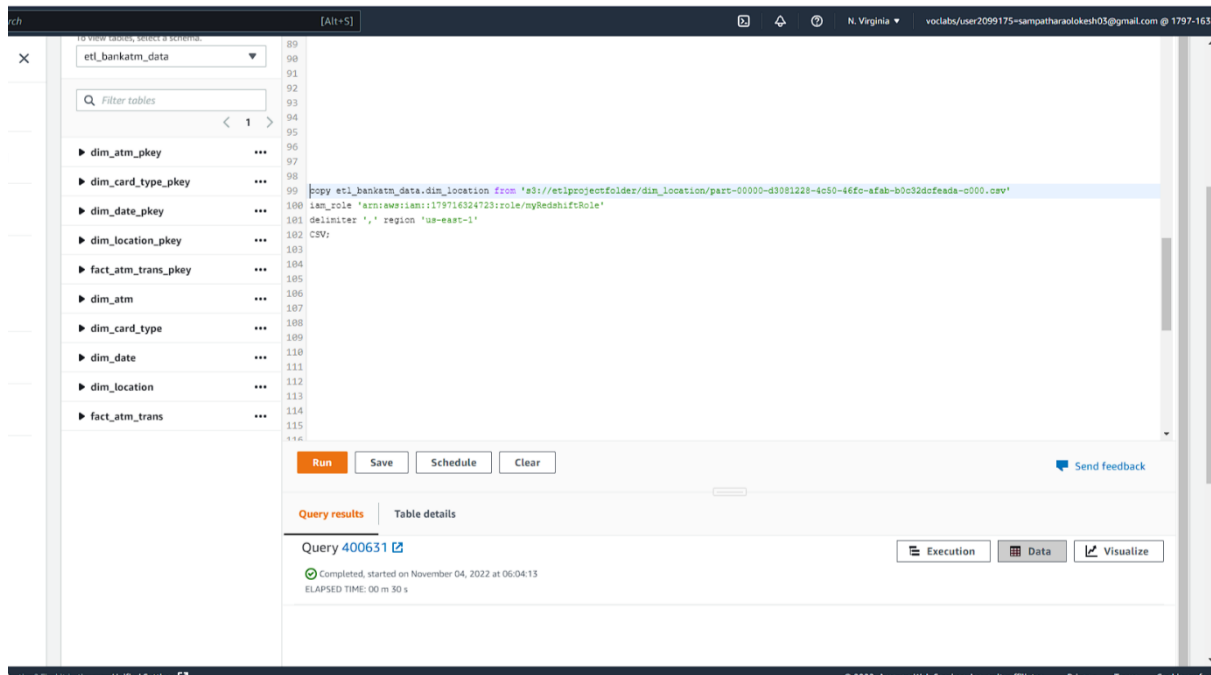 rch
[Alt+S]
N. Virginia ▼
voclabs/user2099175=sampatharaolokesh03@gmail.com @ 1797-163
To view tables, select a schema.
etl_bankatm_data
Filter tables
1
dim_atm_pkey
dim_card_type_pkey
dim_date_pkey
dim_location_pkey
fact_atm_trans_pkey
dim_atm
dim_card_type
dim_date
dim_location
fact_atm_trans
89
90
91
92
93
94
95
96
97
98
99 copy etl_bankatm_data.dim_location from 's3://etlprojectfolder/dim_location/part-00000-d3081228-4c50-46fc-afab-b0c32dcfeada-c000.csv'
100 iam_role 'arn:aws:iam::179716324723:role/myRedshiftRole'
101 delimiter ',' region 'us-east-1'
102 CSV;
103
104
105
106
107
108
109
110
111
112
113
114
115
116
Run
Save
Schedule
Clear
Send feedback
Query results
Table details
Query 400631
Execution
Data
Visualize
Completed, started on November 04, 2022 at 06:04:13
ELAPSED TIME: 00 m 30 s